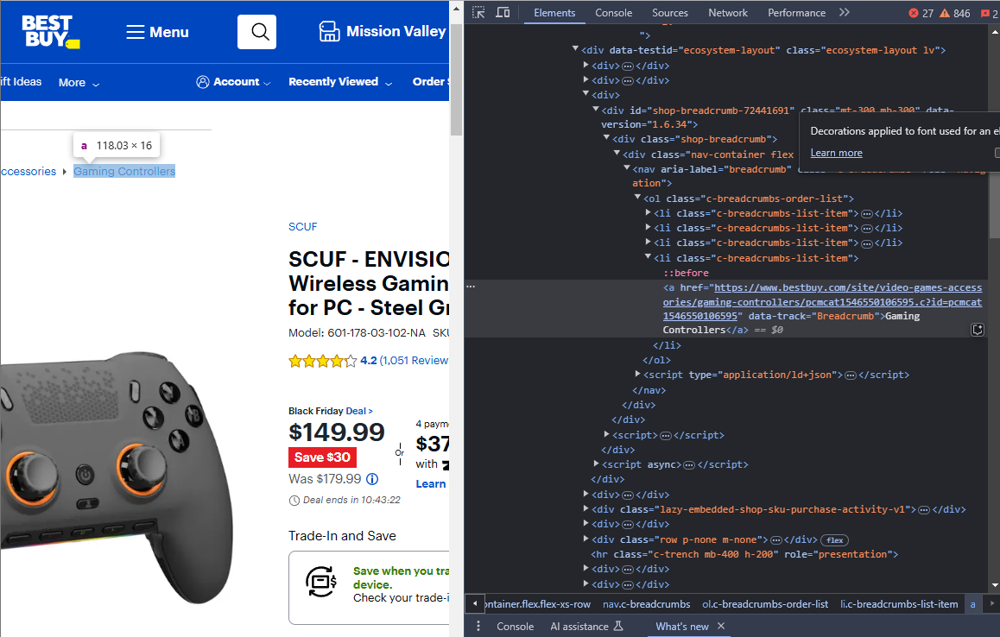 BEST
BUY
Menu
Mission Valley
ift Ideas
More
Account
Recently Viewed
Order S
a 118.03 × 16
ccessories
Gaming Controllers
SCUF
SCUF - ENVISIO
Wireless Gamin
for PC - Steel Gr
Model: 601-178-03-102-NA SKU
4.2 (1,051 Review
Black Friday Deal >
$149.99
Save $30
Was $179.99
Deal ends in 10:43:22
Or
4 paym
$37
with
Learn
Trade-In and Save
Save when you tra
device.
Check your trade-i
Elements
Console
Sources
Network
Performance
27
846
2
">
<div data-testid="ecosystem-layout" class="ecosystem-layout lv">
<div>…</div>
<div>…</div>
<div>
<div id="shop-breadcrumb-72441691" class="mt-300 mb-300" data-
version="1.6.34">
<div class="shop-breadcrumb">
<div class="nav-container flex
<nav aria-label="breadcrumb"
ation">
<ol class="c-breadcrumbs-order-list">
<li class="c-breadcrumbs-list-item">…</li>
<li class="c-breadcrumbs-list-item">…</li>
<li class="c-breadcrumbs-list-item">…</li>
<li class="c-breadcrumbs-list-item">
::before
<a href="https://www.bestbuy.com/site/video-games-access
ories/gaming-controllers/pcmcat1546550106595.c?id=pcmcat
1546550106595" data-track="Breadcrumb">Gaming
Controllers</a> == $0
</li>
</ol>
<script type="application/ld+json">…</script>
</nav>
</div>
</div>
<script>…</script>
</div>
<script async>…</script>
</div>
<div>…</div>
<div class="lazy-embedded-shop-sku-purchase-activity-v1">…</div>
<div>…</div>
<div class="row p-none m-none">…</div> flex
<hr class="c-trench mb-400 h-200" role="presentation">
<div>…</div>
<div>…</div>
Decorations applied to font used for an el
Learn more
ontainer.flex.flex-xs-row
nav.c-breadcrumbs
ol.c-breadcrumbs-order-list
li.c-breadcrumbs-list-item
a
Console
AI assistance
What's new